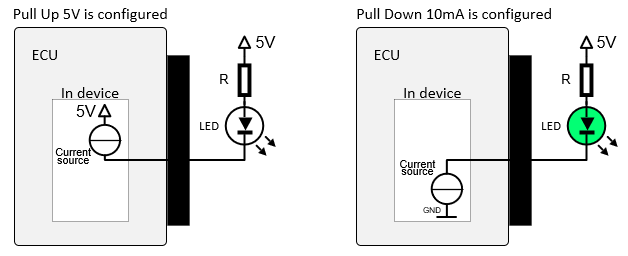 Pull Up 5V is configured
ECU
In device
5V
Current
source
5V
R
LED
Pull Down 10mA is configured
ECU
In device
Current
source
GND
5V
R
LED